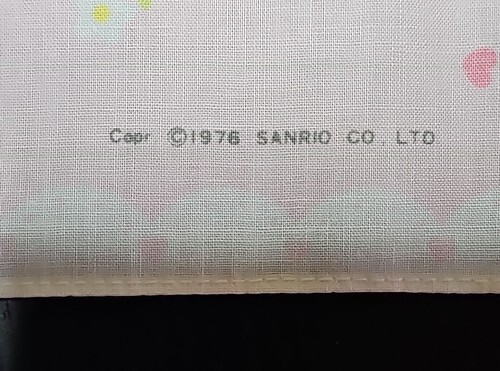 Copr ©1976 SANRIO CO., LTD